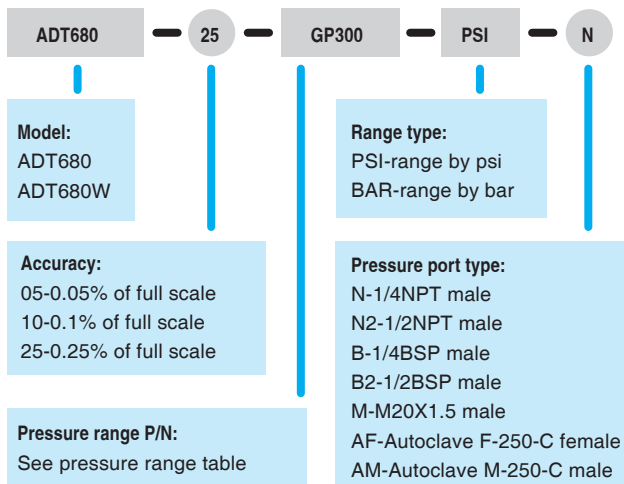 ADT680 — 25 — GP300 — PSI — N
Model:
ADT680
ADT680W
Range type:
PSI-range by psi
BAR-range by bar
Accuracy:
05-0.05% of full scale
10-0.1% of full scale
25-0.25% of full scale
Pressure port type:
N-1/4NPT male
N2-1/2NPT male
B-1/4BSP male
B2-1/2BSP male
M-M20X1.5 male
AF-Autoclave F-250-C female
AM-Autoclave M-250-C male
Pressure range P/N:
See pressure range table